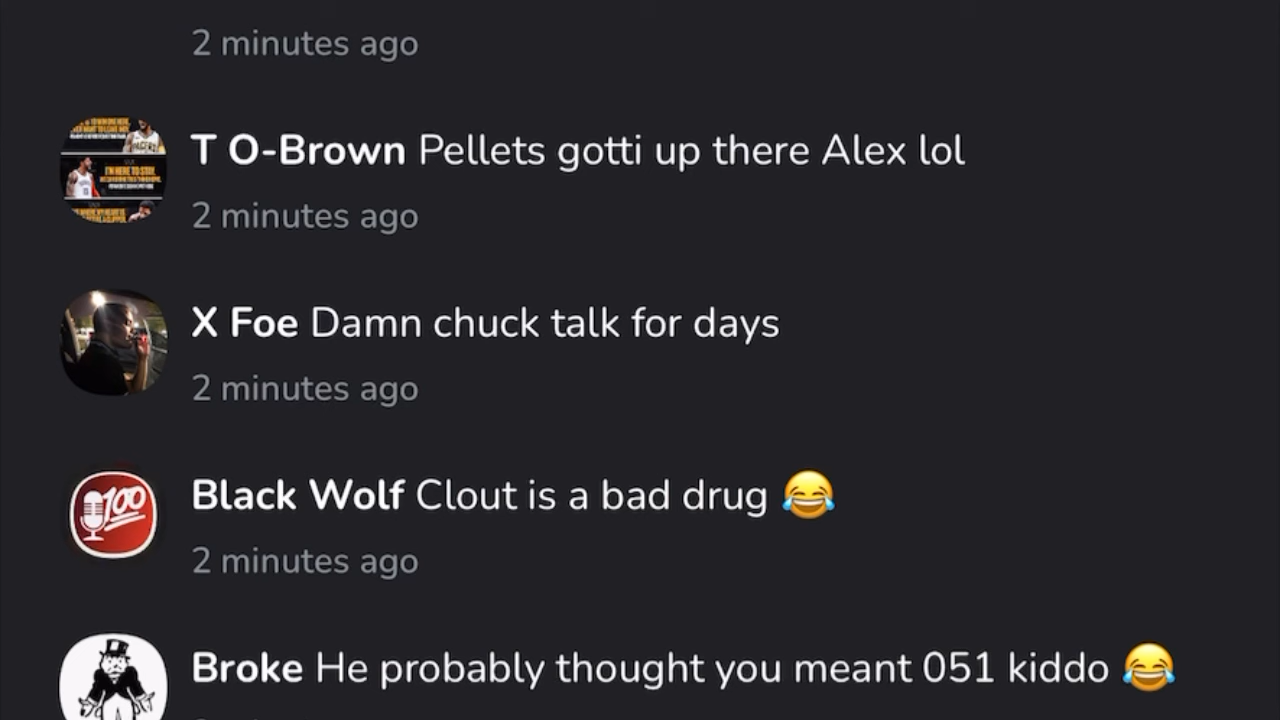 2 minutes ago
T O-Brown Pellets gotti up there Alex lol
2 minutes ago
X Foe Damn chuck talk for days
2 minutes ago
100
Black Wolf Clout is a bad drug 😂
2 minutes ago
Broke He probably thought you meant 051 kiddo 😂